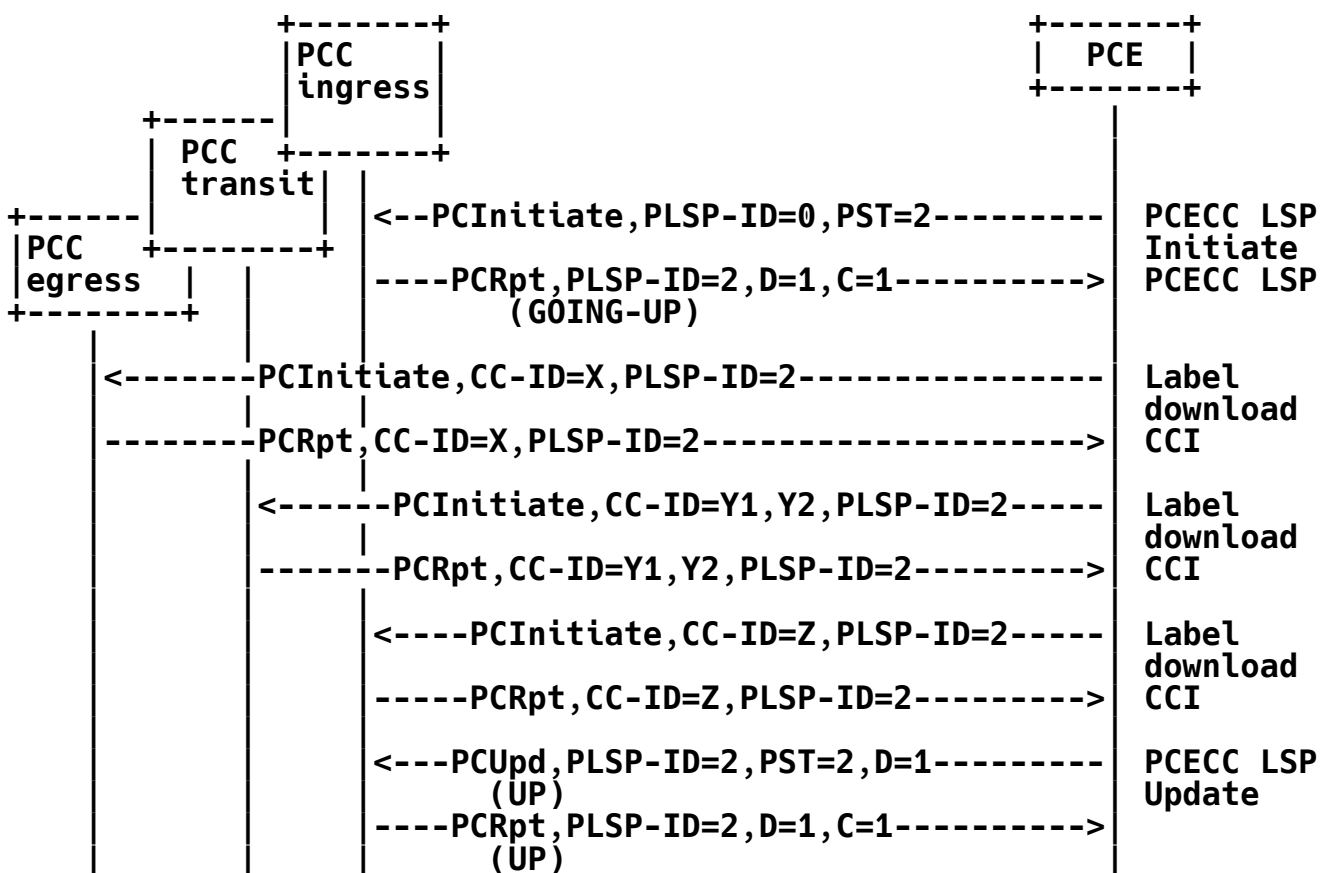 +-------+                              +-------+
|PCC    |                              |  PCE  |
|ingress|                              +-------+
+------|       |                                  |
| PCC  +-------+                                  |
| transit| |                                      |
+------|        | |<--PCInitiate,PLSP-ID=0,PST=2---------| PCECC LSP
|PCC   +--------+ |                                      | Initiate
|egress  |  |     |----PCRpt,PLSP-ID=2,D=1,C=1---------->| PCECC LSP
+--------+  |     |       (GOING-UP)                     |
|       |     |                                      |
|<-------PCInitiate,CC-ID=X,PLSP-ID=2----------------| Label
|       |     |                                      | download
|--------PCRpt,CC-ID=X,PLSP-ID=2-------------------->| CCI
|       |     |                                      |
|       |<------PCInitiate,CC-ID=Y1,Y2,PLSP-ID=2-----| Label
|       |     |                                      | download
|       |-------PCRpt,CC-ID=Y1,Y2,PLSP-ID=2--------->| CCI
|       |     |                                      |
|       |     |<----PCInitiate,CC-ID=Z,PLSP-ID=2-----| Label
|       |     |                                      | download
|       |     |-----PCRpt,CC-ID=Z,PLSP-ID=2--------->| CCI
|       |     |                                      |
|       |     |<---PCUpd,PLSP-ID=2,PST=2,D=1---------| PCECC LSP
|       |     |      (UP)                            | Update
|       |     |----PCRpt,PLSP-ID=2,D=1,C=1---------->|
|       |     |      (UP)                            |